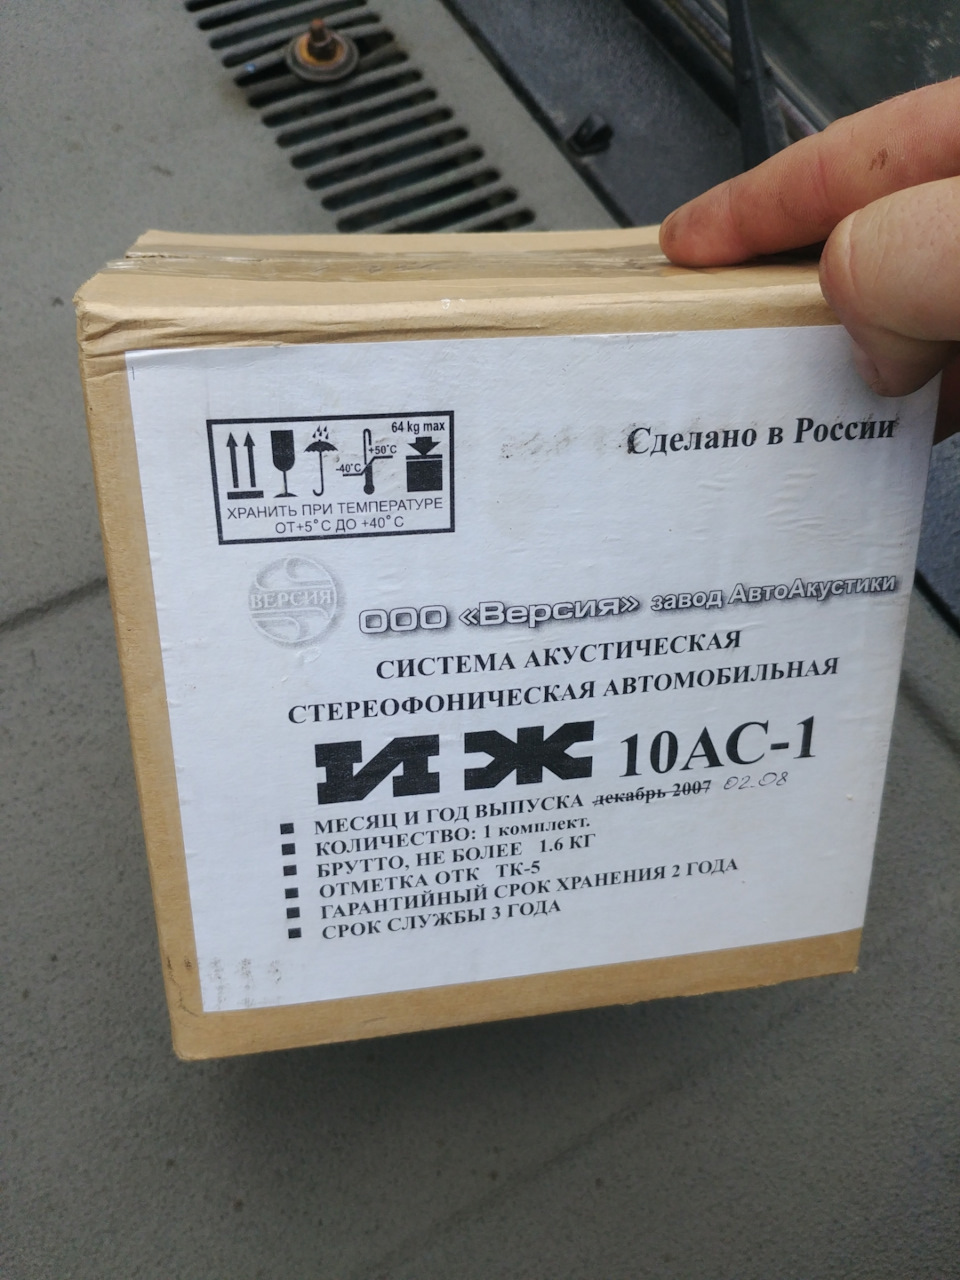 64 kg max
+50°C
-40°C
ХРАНИТЬ ПРИ ТЕМПЕРАТУРЕ
ОТ+5°С ДО +40°С
Сделано в России
ВЕРСИЯ
ООО «Версия» завод АвтоАкустики
СИСТЕМА АКУСТИЧЕСКАЯ
СТЕРЕОФОНИЧЕСКАЯ АВТОМОБИЛЬНАЯ
ИЖ 10АС-1
МЕСЯЦ И ГОД ВЫПУСКА декабрь 2007 02.08
КОЛИЧЕСТВО: 1 комплект.
БРУТТО, НЕ БОЛЕЕ 1.6 КГ
ОТМЕТКА ОТК ТК-5
ГАРАНТИЙНЫЙ СРОК ХРАНЕНИЯ 2 ГОДА
СРОК СЛУЖБЫ 3 ГОДА